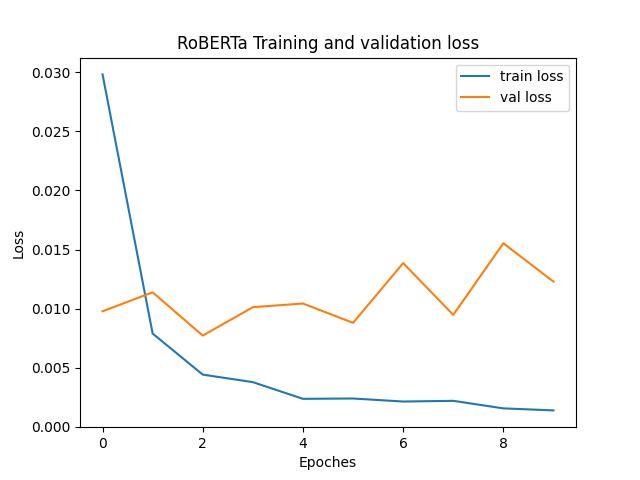 RoBERTa Training and validation loss
train loss
val loss
0.030
0.025
0.020
0.015
0.010
0.005
0.000
Loss
0 2 4 6 8
Epoches